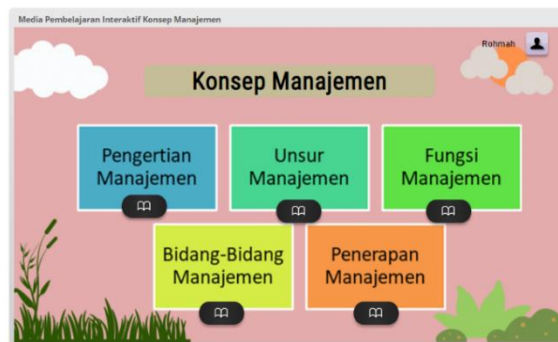 Media Pembelajaran Interaktif Konsep Manajemen
Rohmah
Konsep Manajemen
Pengertian
Manajemen
Unsur
Manajemen
Fungsi
Manajemen
Bidang-Bidang
Manajemen
Penerapan
Manajemen